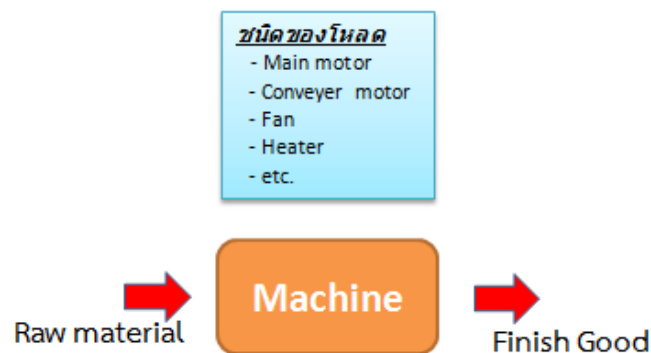 ชนิดของโหลด
- Main motor
- Conveyer motor
- Fan
- Heater
- etc.
Machine
Raw material
Finish Good